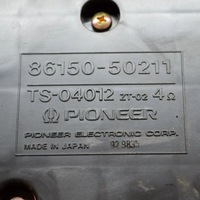 86150-50211
TS-04012 ZT-02 4Ω
PIONEER
PIONEER ELECTRONIC CORP.
MADE IN JAPAN